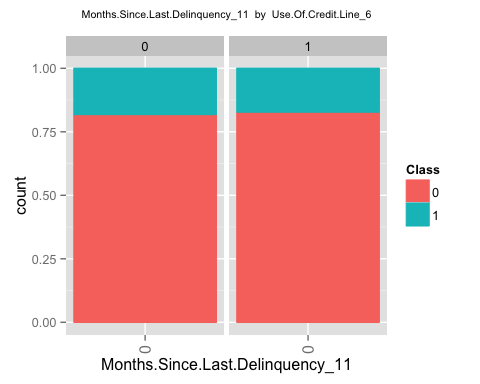 Months.Since.Last.Delinquency_11 by Use.Of.Credit.Line_6
0 1
1.00
0.75
0.50
0.25
0.00
count
0 0
Months.Since.Last.Delinquency_11
Class
0
1